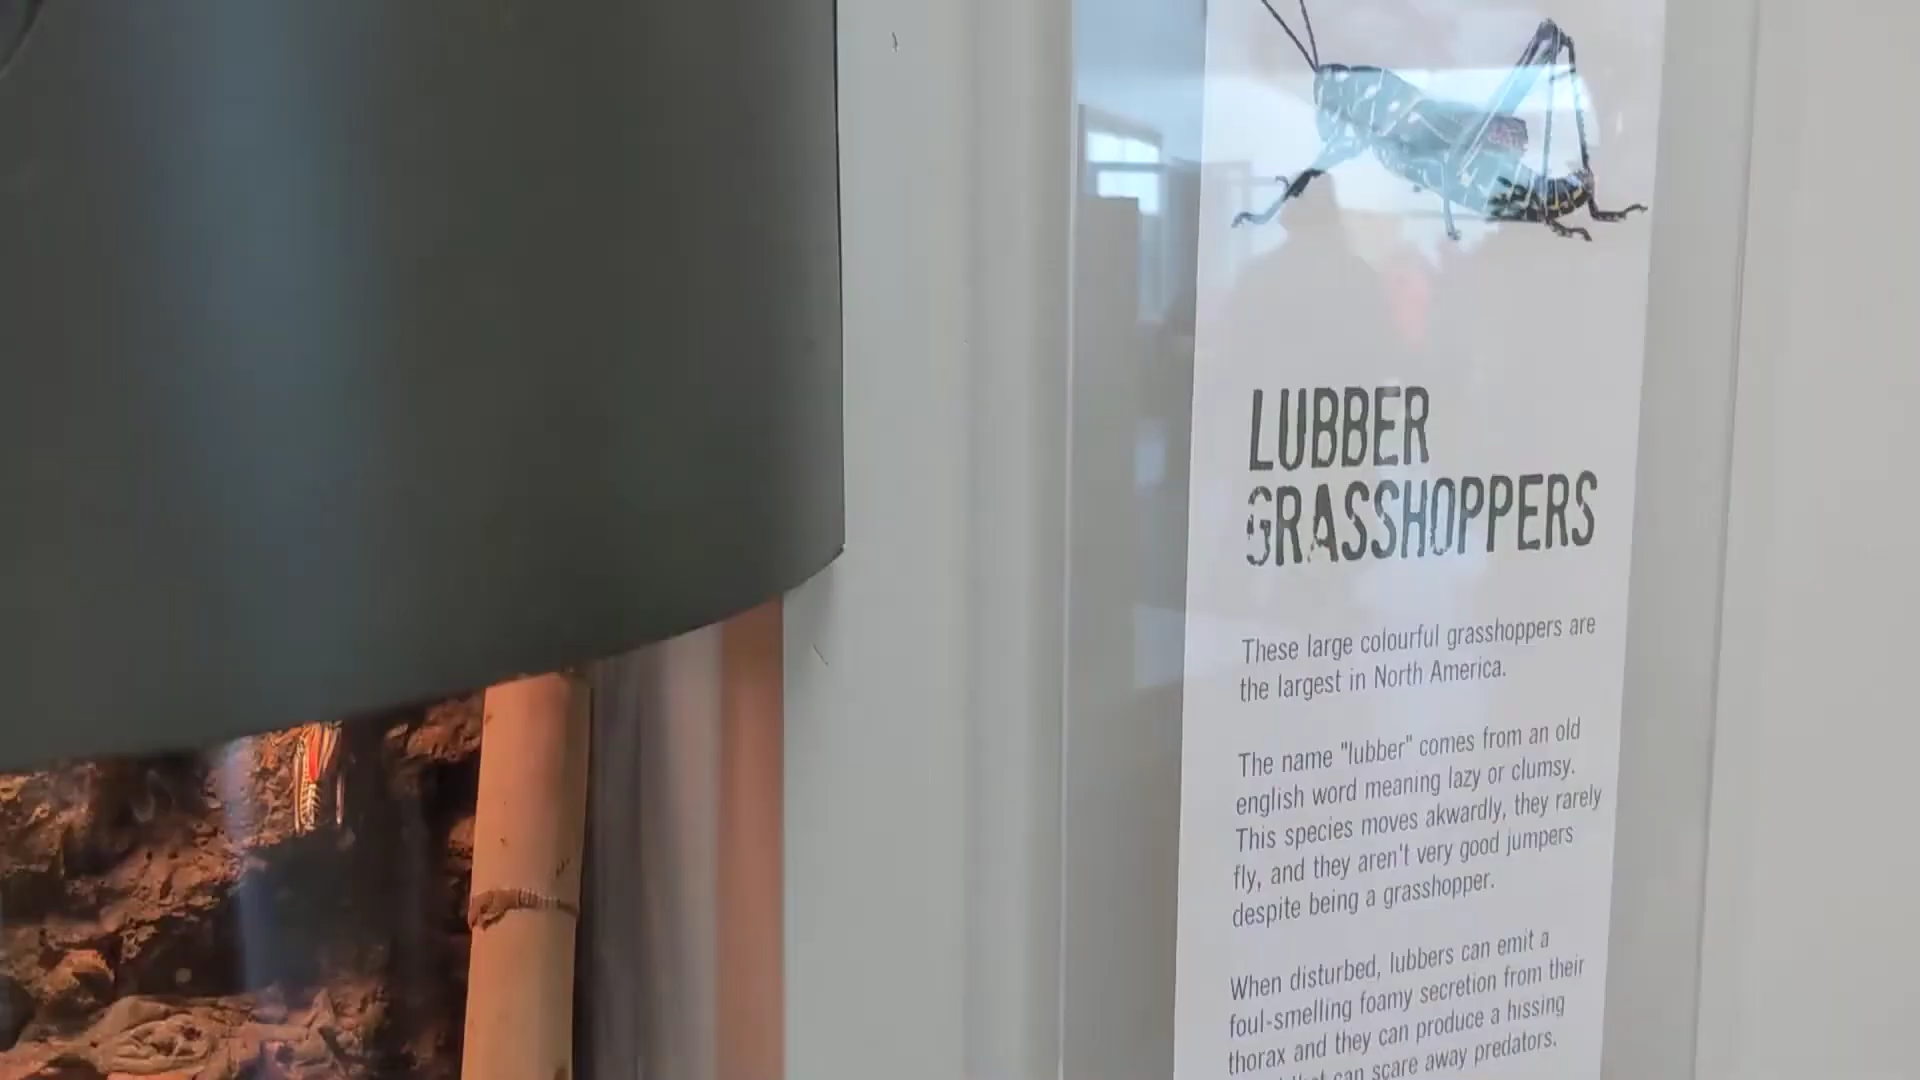 LUBBER
GRASSHOPPERS
These large colourful grasshoppers are
the largest in North America.
The name "lubber" comes from an old
english word meaning lazy or clumsy.
This species moves akwardly, they rarely
fly, and they aren't very good jumpers
despite being a grasshopper.
When disturbed, lubbers can emit a
foul-smelling foamy secretion from their
thorax and they can produce a hissing
that can scare away predators.